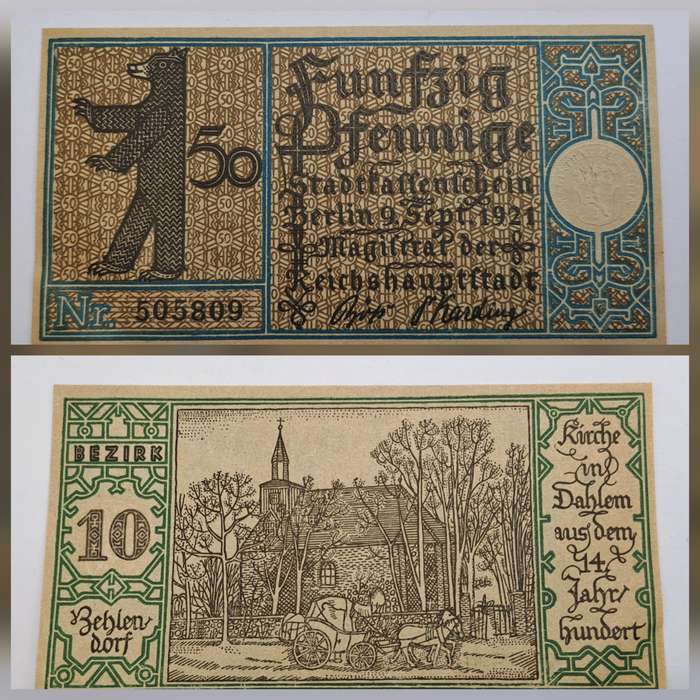 50
Funfzig
Pfennige
Stadtkassenschein
Berlin 9. Sept. 1921
Magistrat der
Reichshauptstadt
Nr. 505809
BEZIRK
10
Zehlen
dorf
Kirche
in
Dahlem
aus dem
14.
Jahr
hundert